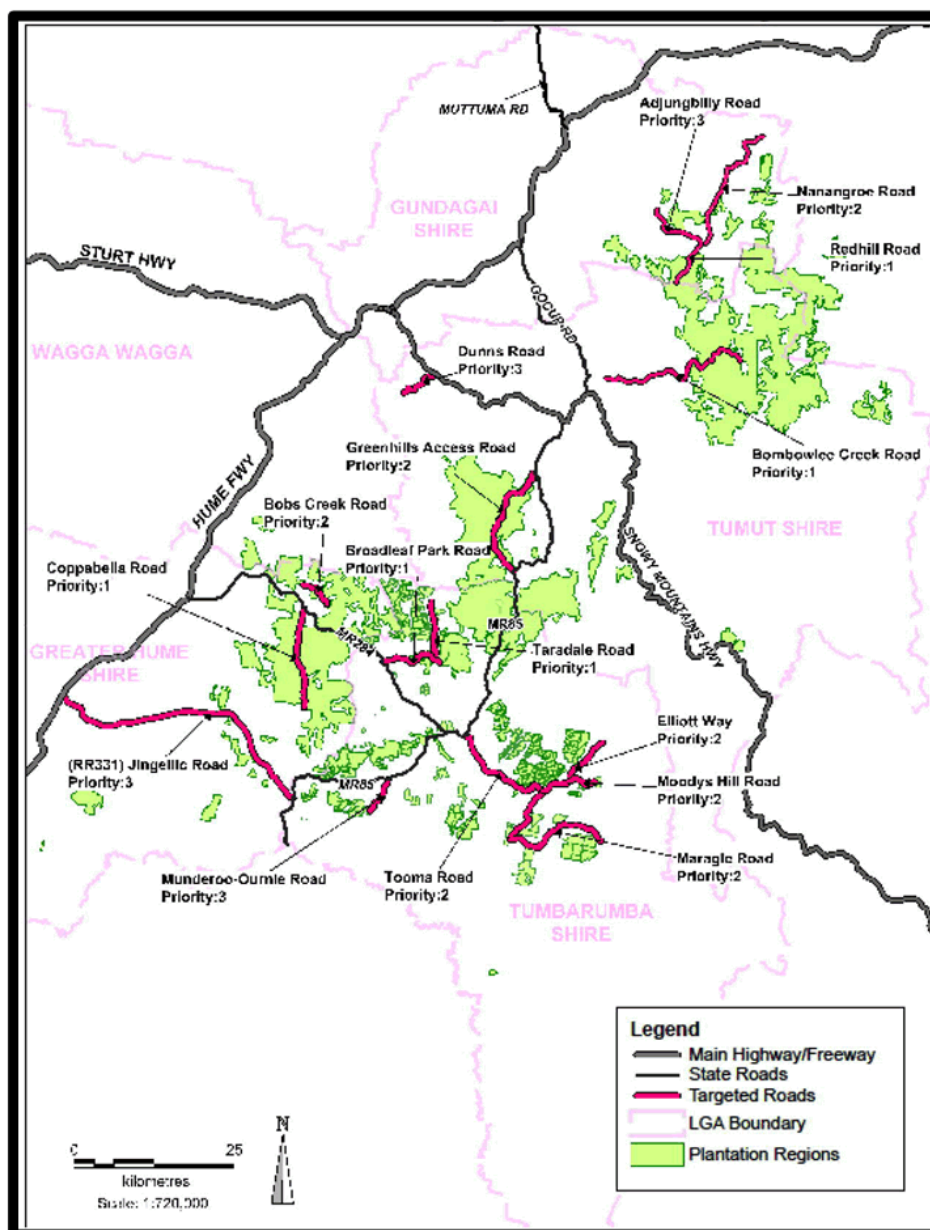 MUTTUMA RD
Adjungbilly Road
Priority:3
Nanangroe Road
Priority:2
GUNDAGAI
SHIRE
Redhill Road
Priority:1
STURT HWY
GOCUP RD
WAGGA WAGGA
Dunns Road
Priority:3
Greenhills Access Road
Priority:2
Bombowlee Creek Road
Priority:1
HUME FWY
Bobs Creek Road
Priority:2
TUMUT SHIRE
Broadleaf Park Road
Priority:1
Coppabella Road
Priority:1
SNOWY MOUNTAINS HWY
MR85
MR284
Taradale Road
Priority:1
GREATER HUME
SHIRE
Elliott Way
Priority:2
(RR331) Jingellic Road
Priority:3
MR85
Moodys Hill Road
Priority:2
Munderoo-Ournie Road
Priority:3
Tooma Road
Priority:2
Maragle Road
Priority:2
TUMBARUMBA
SHIRE
Legend
Main Highway/Freeway
State Roads
Targeted Roads
LGA Boundary
Plantation Regions
N
0 25
kilometres
Scale: 1:720,000